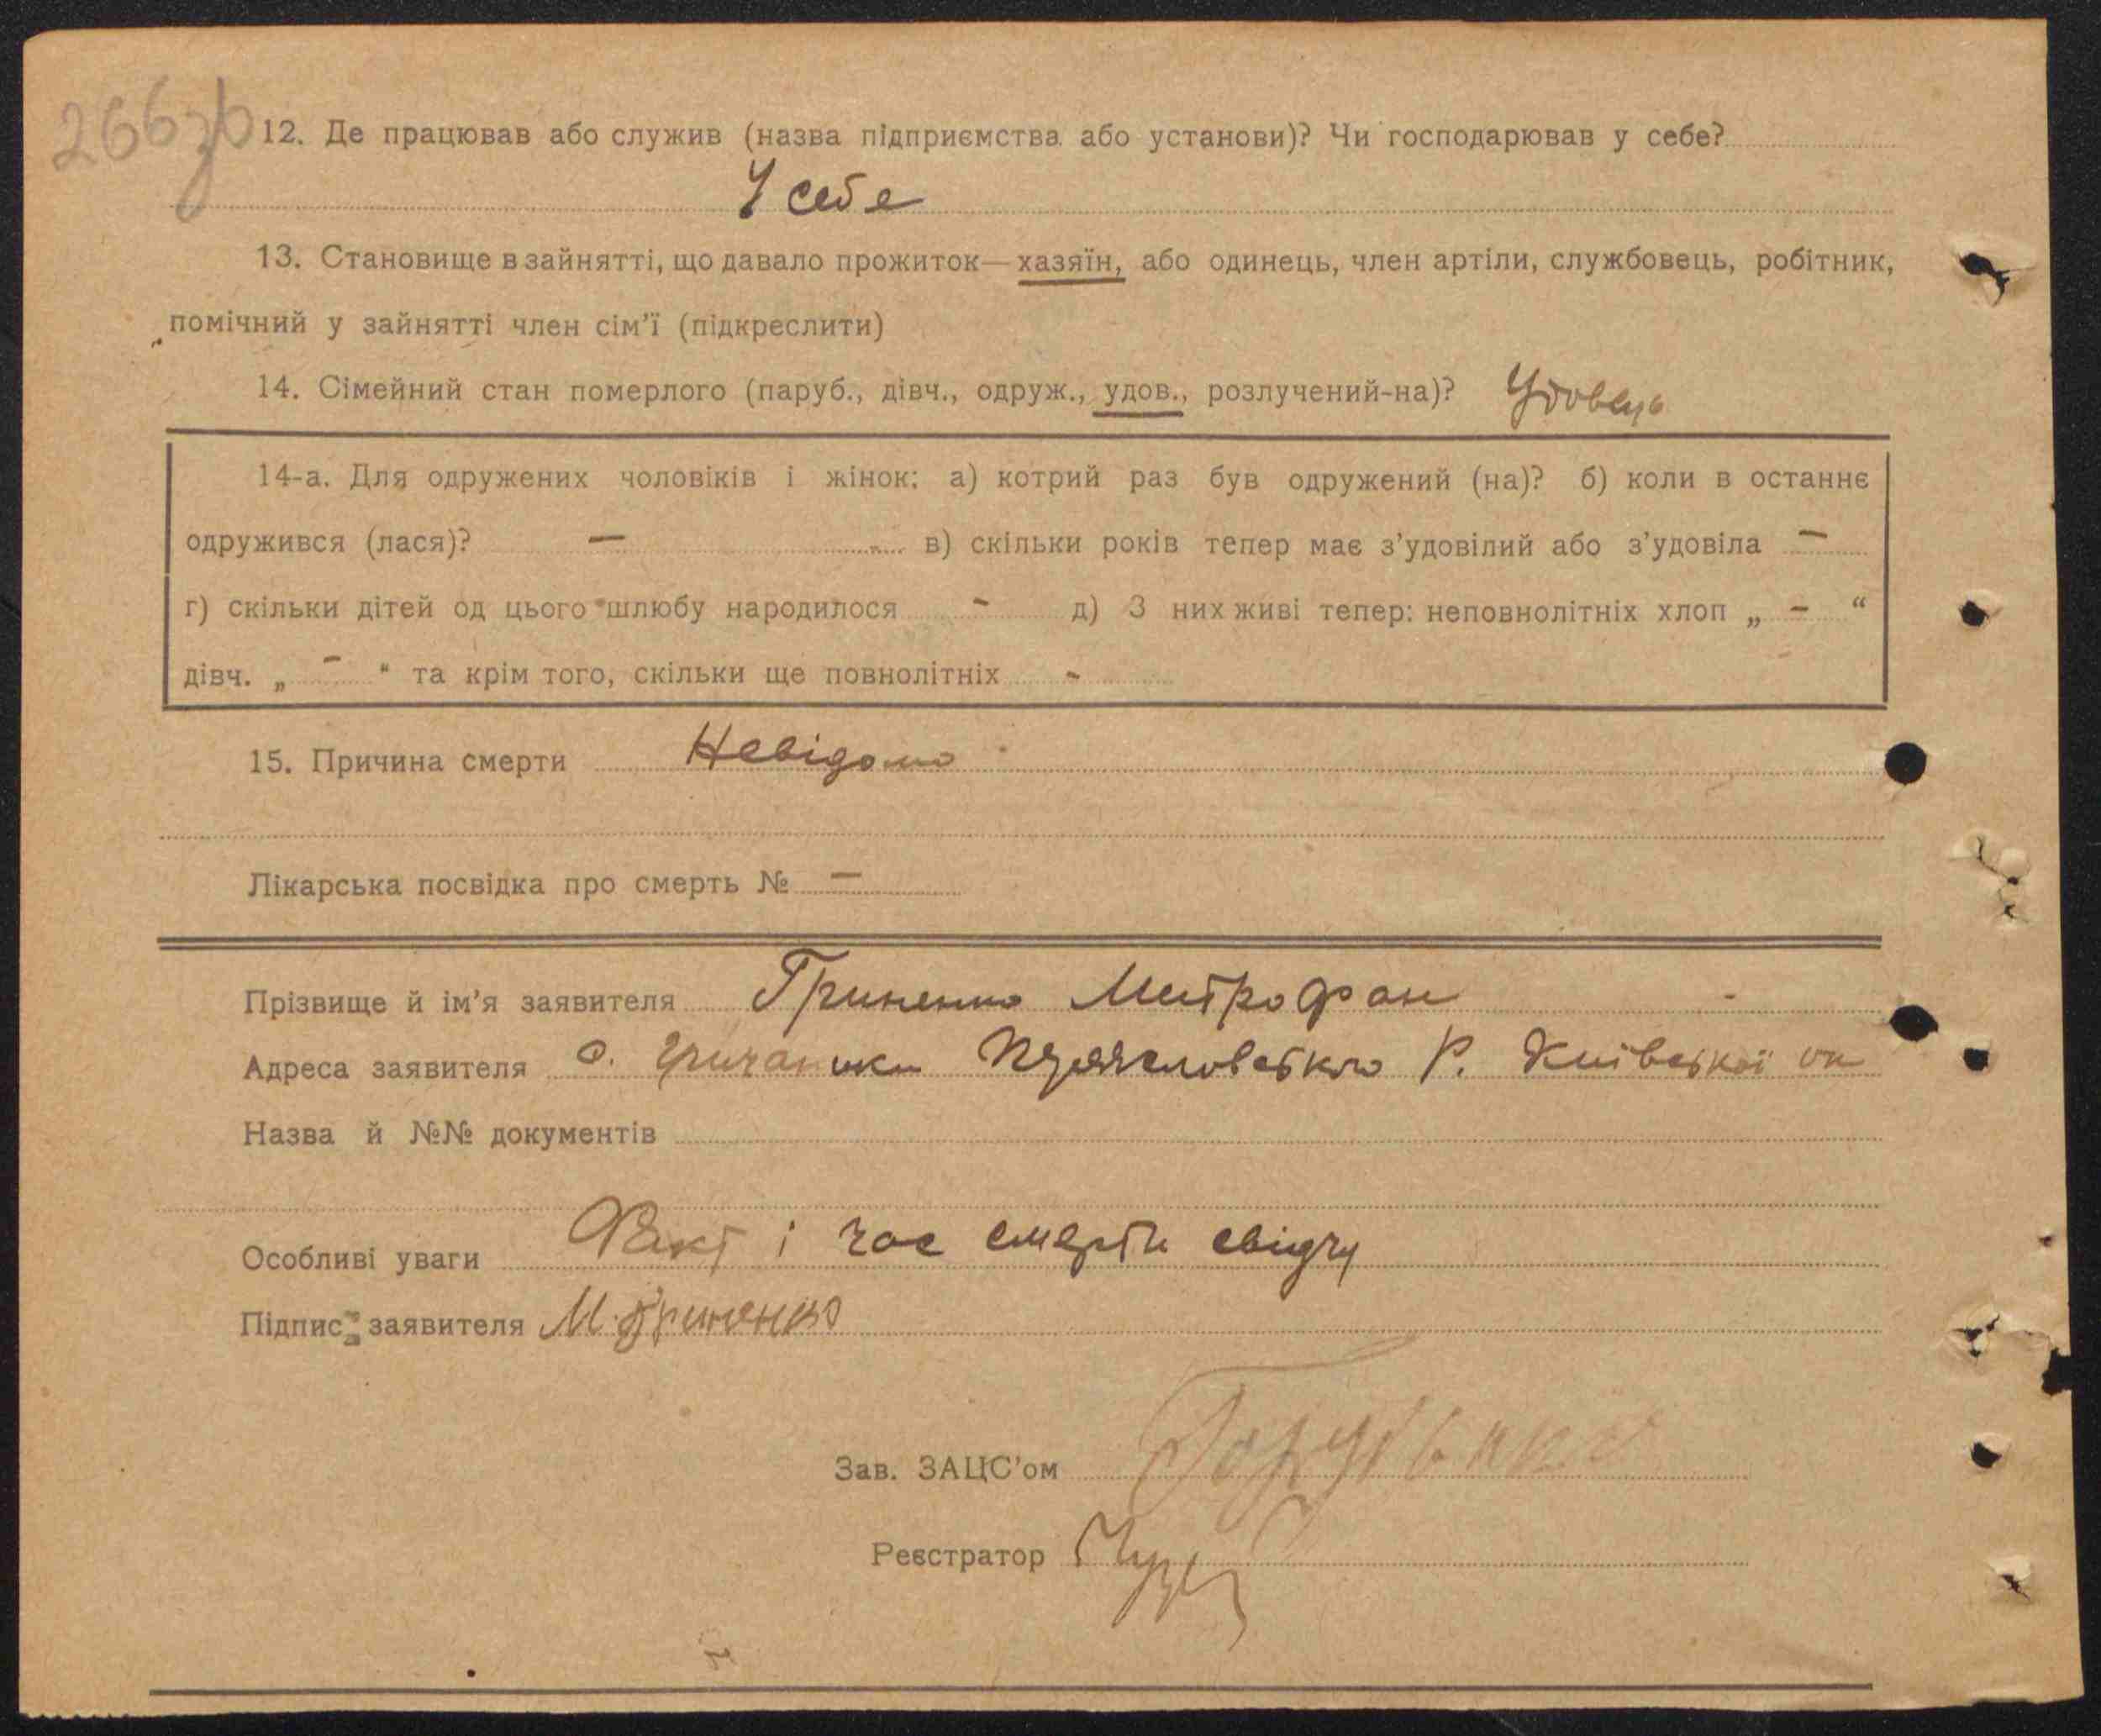 266зв
12. Де працював або служив (назва підприємства або установи)? Чи господарював у себе?
У себе
13. Становище в зайнятті, що давало прожиток—хазяїн, або одинець, член артіли, службовець, робітник,
помічний у зайнятті член сім'ї (підкреслити)
14. Сімейний стан померлого (паруб., дівч., одруж., удов., розлучений-на)? Удовець
14-а. Для одружених чоловіків і жінок: а) котрий раз був одружений (на)? б) коли в останнє
одружився (лася)? — в) скільки років тепер має з'удовілий або з'удовіла —
г) скільки дітей од цього шлюбу народилося - д) З них живі тепер: неповнолітніх хлоп „ - “
дівч. „ - “ та крім того, скільки ще повнолітніх -
15. Причина смерти Невідомо
Лікарська посвідка про смерть № —
Прізвище й ім'я заявителя Гриненко Митрофан
Адреса заявителя с. Р. Київської ок
Назва й №№ документів
Особливі уваги Факт і час смерти свідчу
Підпис заявителя М. Гриненко
Зав. ЗАЦС'ом
Реєстратор